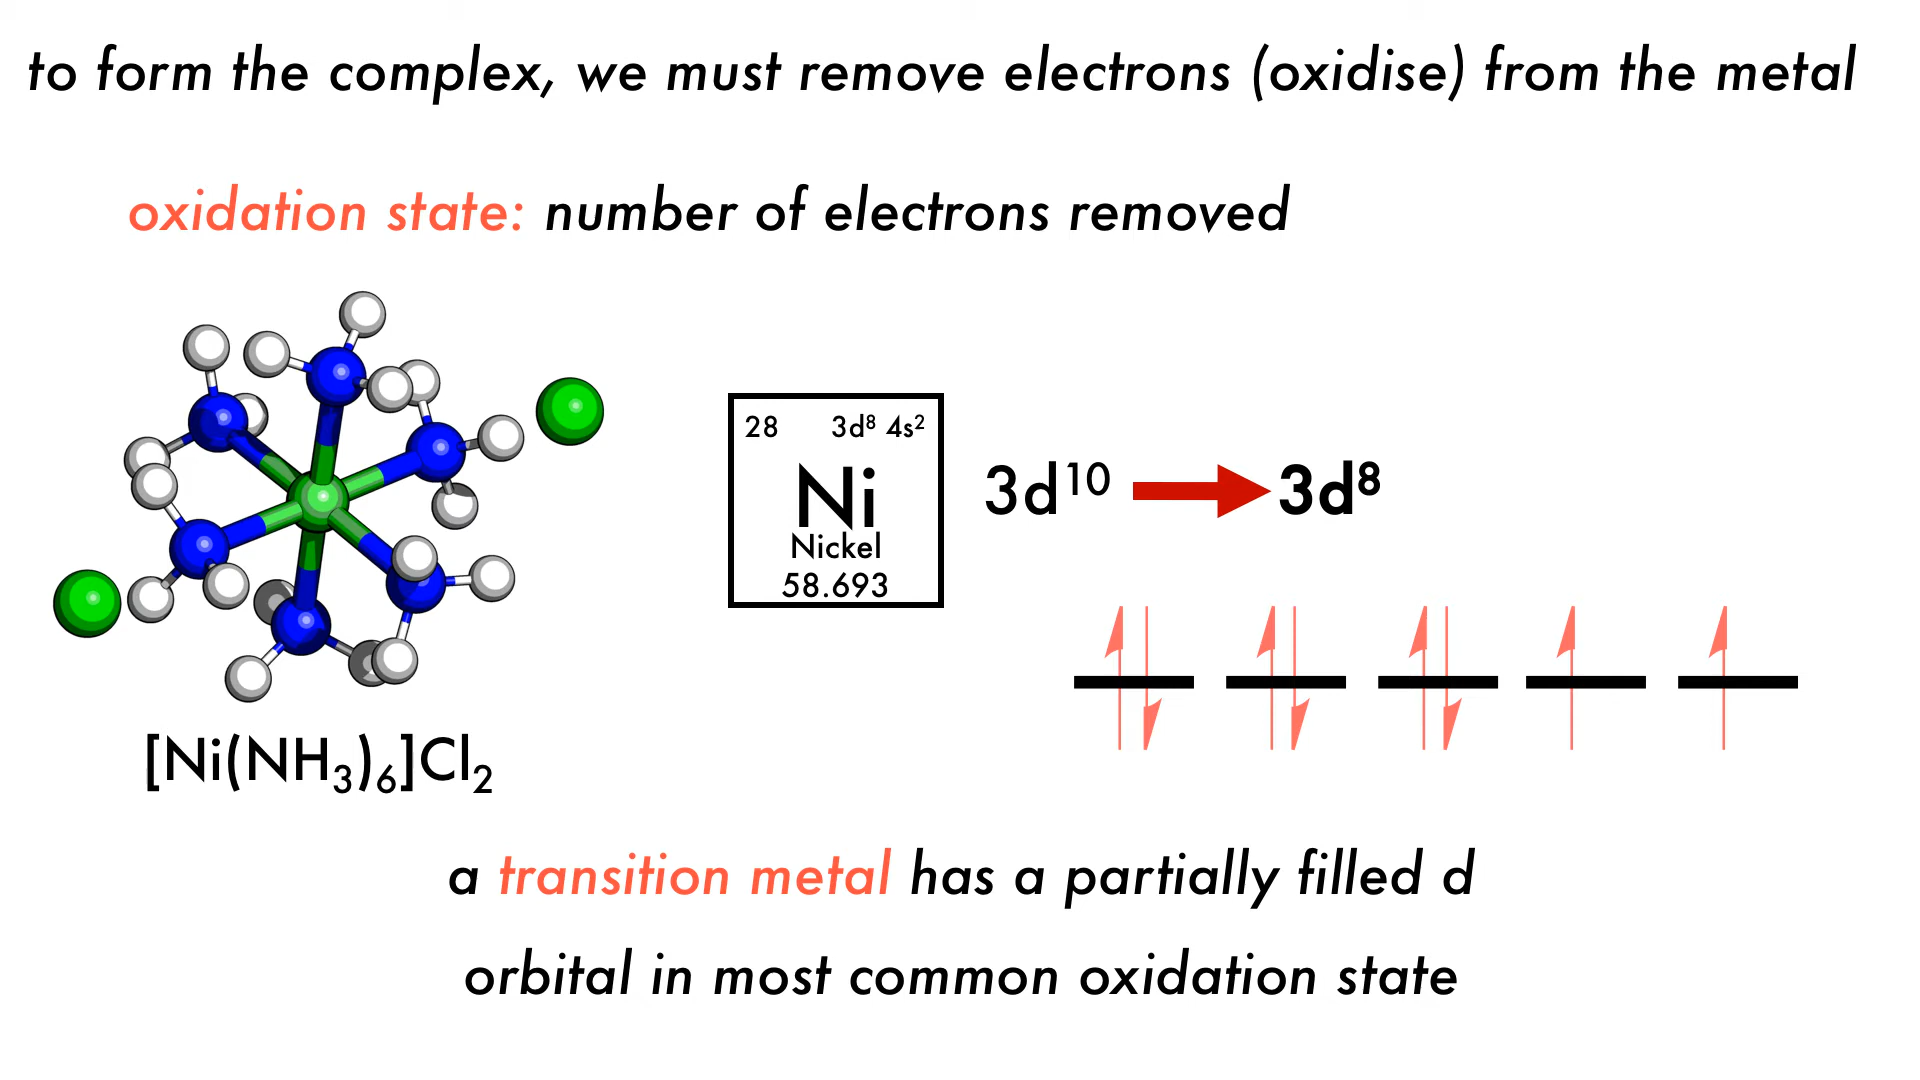 to form the complex, we must remove electrons (oxidise) from the metal
oxidation state: number of electrons removed
28 3d⁸ 4s²
Ni
Nickel
58.693
3d¹⁰ 3d⁸
[Ni(NH₃)₆]Cl₂
a transition metal has a partially filled d
orbital in most common oxidation state